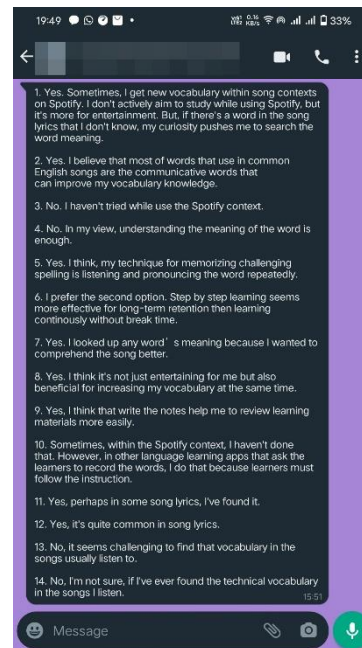 19:49
VoLTE 0.16 KB/s 33%
1. Yes. Sometimes, I get new vocabulary within song contexts
on Spotify. I don't actively aim to study while using Spotify, but
it's more for entertainment. But, if there's a word in the song
lyrics that I don't know, my curiosity pushes me to search the
word meaning.
2. Yes. I believe that most of words that use in common
English songs are the communicative words that
can improve my vocabulary knowledge.
3. No. I haven't tried while use the Spotify context.
4. No. In my view, understanding the meaning of the word is
enough.
5. Yes. I think, my technique for memorizing challenging
spelling is listening and pronouncing the word repeatedly.
6. I prefer the second option. Step by step learning seems
more effective for long-term retention then learning
continously without break time.
7. Yes. I looked up any word's meaning because I wanted to
comprehend the song better.
8. Yes. I think it's not just entertaining for me but also
beneficial for increasing my vocabulary at the same time.
9. Yes, I think that write the notes help me to review learning
materials more easily.
10. Sometimes, within the Spotify context, I haven't done
that. However, in other language learning apps that ask the
learners to record the words, I do that because learners must
follow the instruction.
11. Yes, perhaps in some song lyrics, I've found it.
12. Yes, it's quite common in song lyrics.
13. No, it seems challenging to find that vocabulary in the
songs usually listen to.
14. No, I'm not sure, if I've ever found the technical vocabulary
in the songs I listen.
15:51
Message